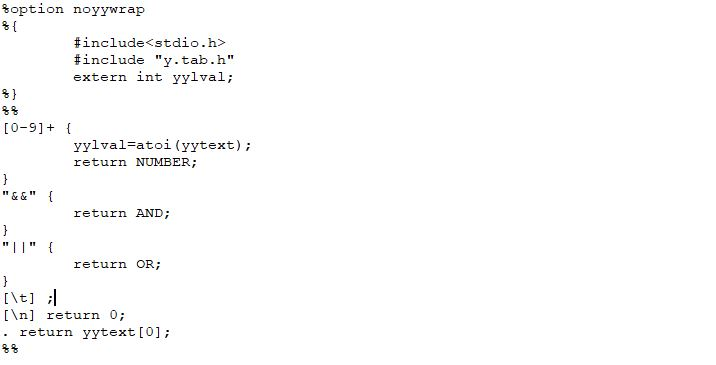 %option noyywrap
%{
        #include<stdio.h>
        #include "y.tab.h"
        extern int yylval;
%}
%%
[0-9]+ {
        yylval=atoi(yytext);
        return NUMBER;
}
"&&" {
        return AND;
}
"||" {
        return OR;
}
[\t] ;
[\n] return 0;
. return yytext[0];
%%